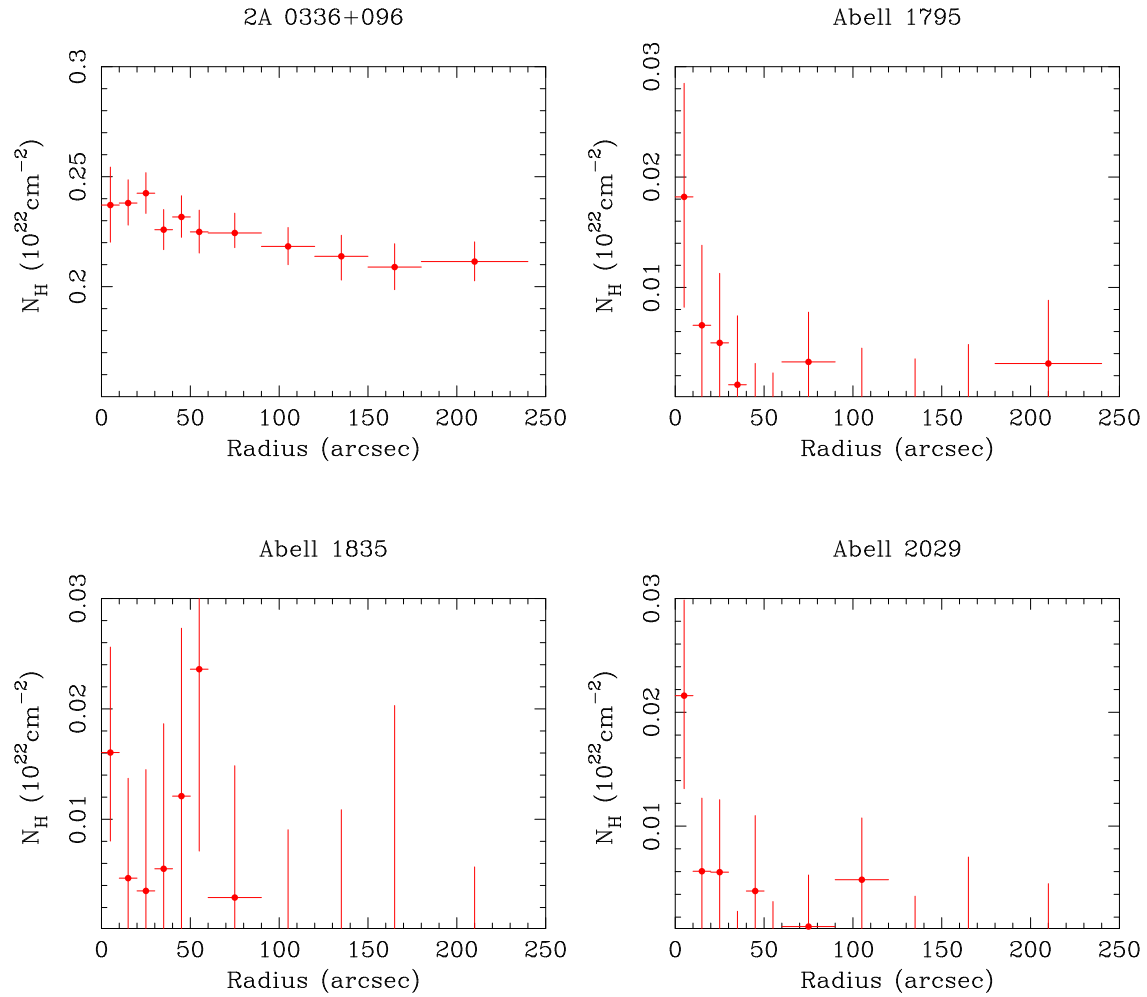 2A 0336+096
N_H (10^22 cm^−2)
0.3
0.25
0.2
0 50 100 150 200 250
Radius (arcsec)
Abell 1795
N_H (10^22 cm^−2)
0.03
0.02
0.01
0 50 100 150 200 250
Radius (arcsec)
Abell 1835
N_H (10^22 cm^−2)
0.03
0.02
0.01
0 50 100 150 200 250
Radius (arcsec)
Abell 2029
N_H (10^22 cm^−2)
0.03
0.02
0.01
0 50 100 150 200 250
Radius (arcsec)